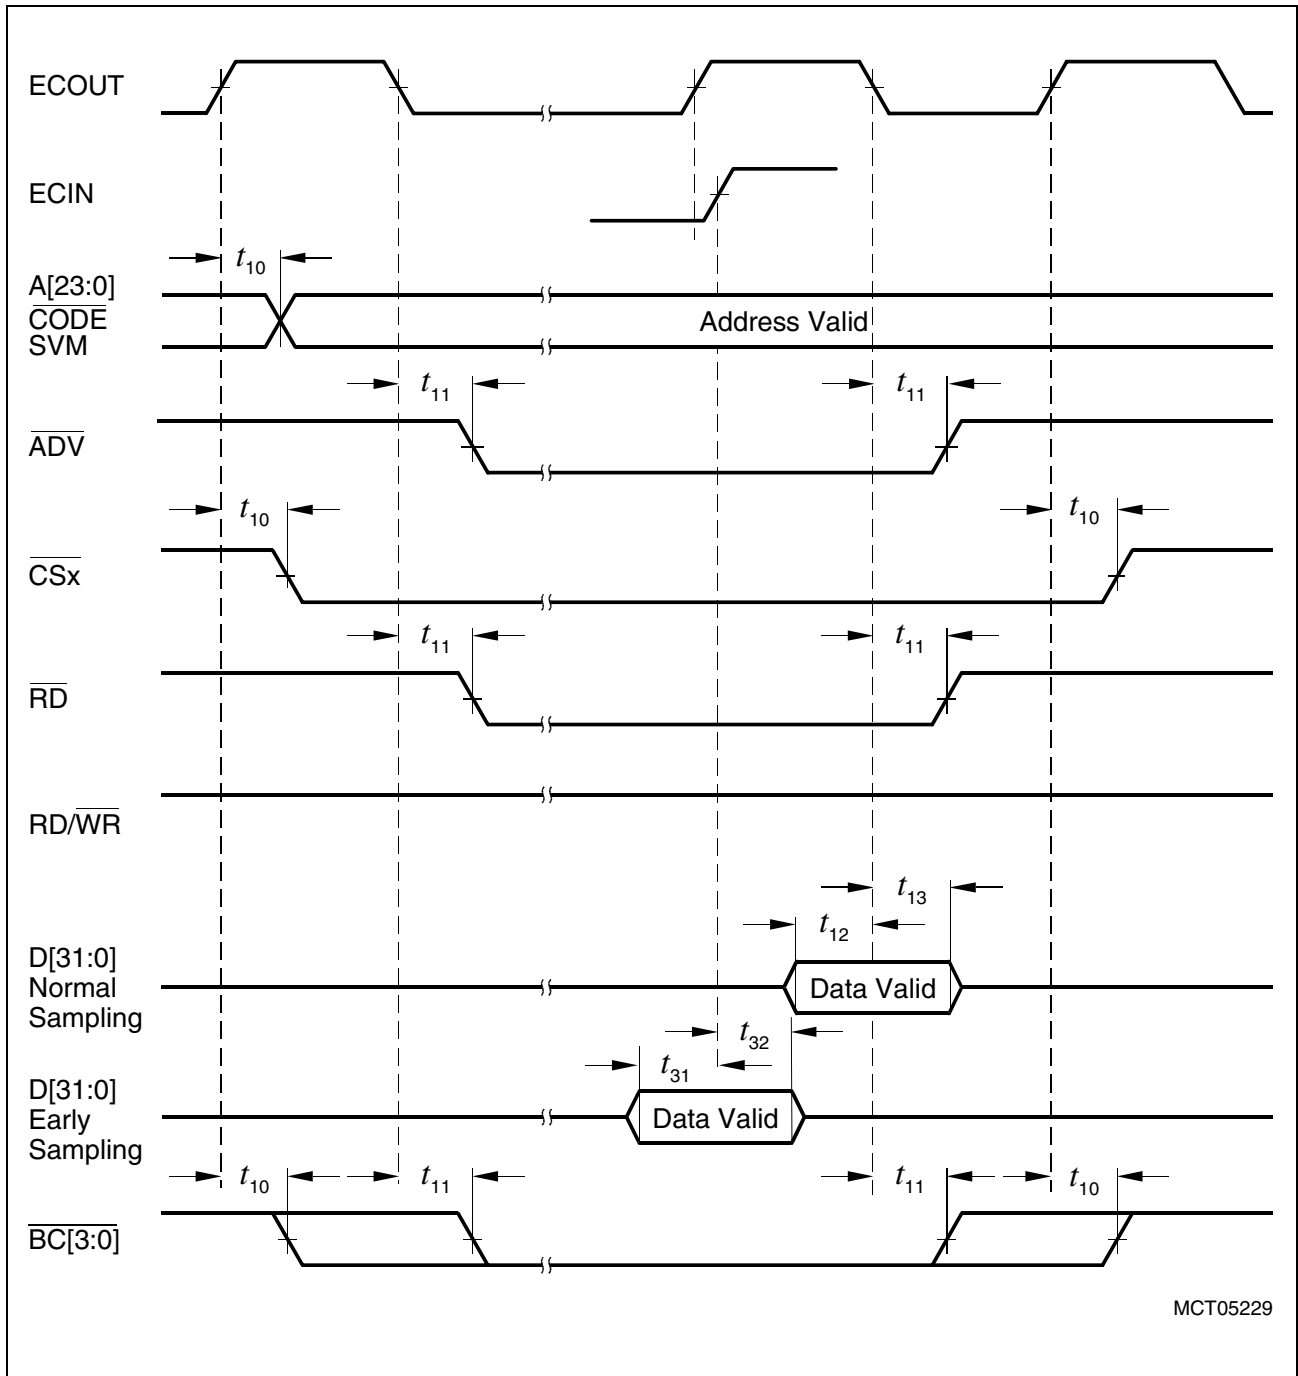 ECOUT
ECIN
t10
A[23:0]
CODE
SVM
Address Valid
t11 t11
ADV
t10 t10
CSx
t11 t11
RD
RD/WR
t13
t12
D[31:0]
Normal
Sampling
Data Valid
t32
t31
D[31:0]
Early
Sampling
Data Valid
t10 t11 t11 t10
BC[3:0]
MCT05229